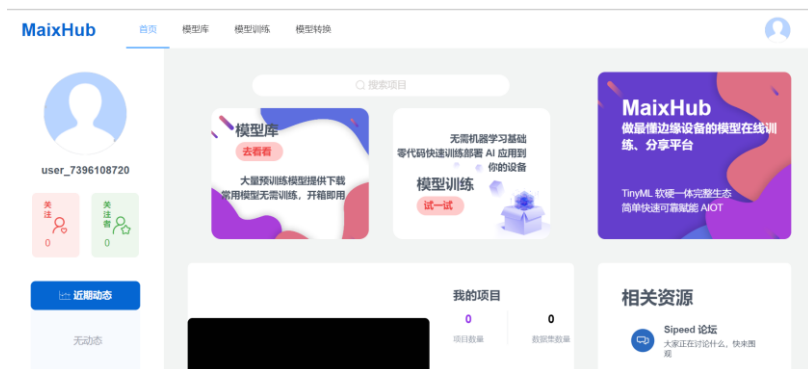 MaixHub
首页
模型库
模型训练
模型转换
user_7396108720
关注
0
关注者
0
近期动态
无动态
搜索项目
模型库
去看看
大量预训练模型提供下载
常用模型无需训练，开箱即用
无需机器学习基础
零代码快速训练部署 AI 应用到
你的设备
模型训练
试一试
MaixHub
做最懂边缘设备的模型在线训
练、分享平台
TinyML 软硬一体完整生态
简单快速可靠赋能 AIOT
我的项目
0
项目数量
0
数据集数量
相关资源
Sipeed 论坛
大家正在讨论什么，快来围
观